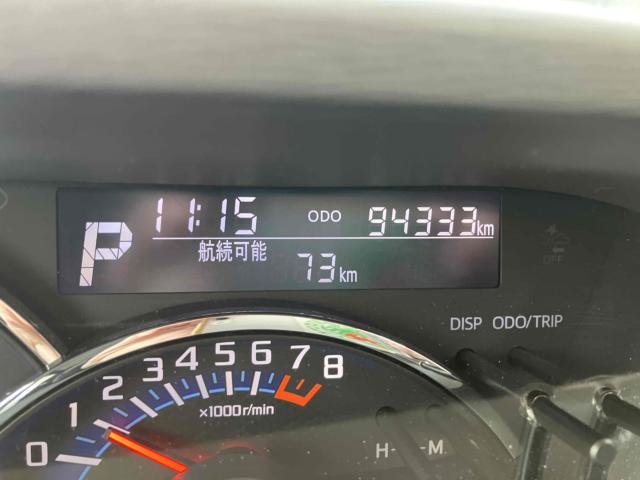 11:15 ODO 94333km
P
航続可能
73km
DISP ODO/TRIP
OFF
0 1 2 3 4 5 6 7 8
×1000r/min
H- M